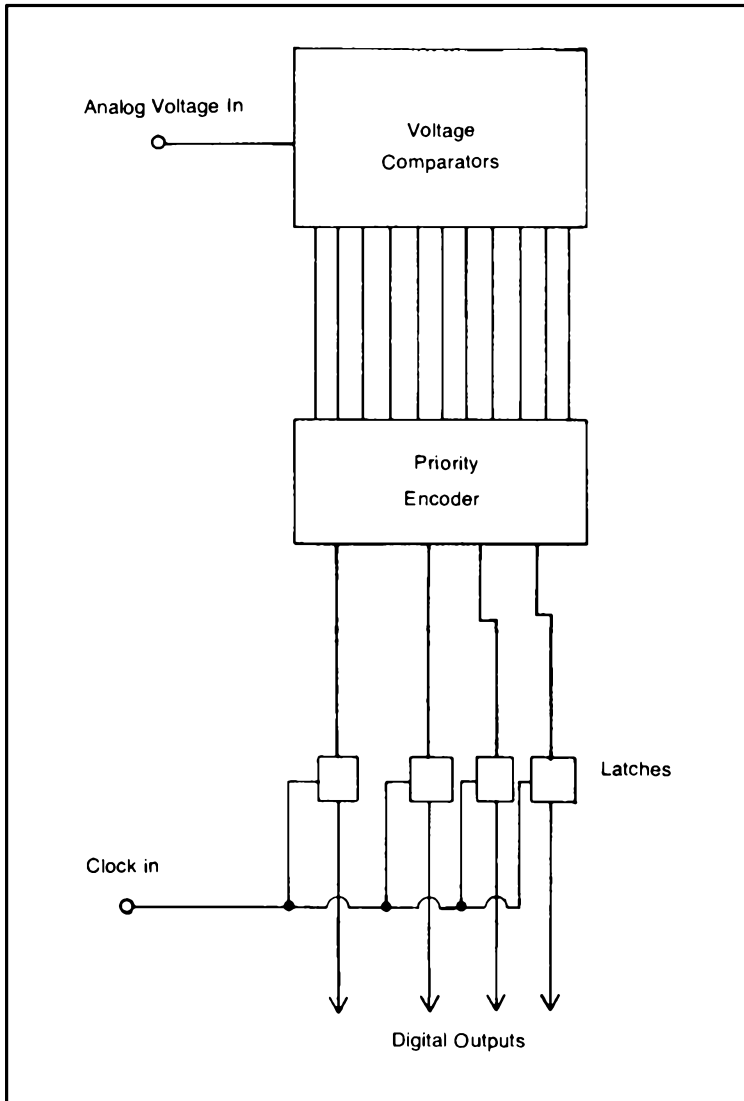 Analog Voltage In
Voltage
Comparators
Priority
Encoder
Latches
Clock in
Digital Outputs